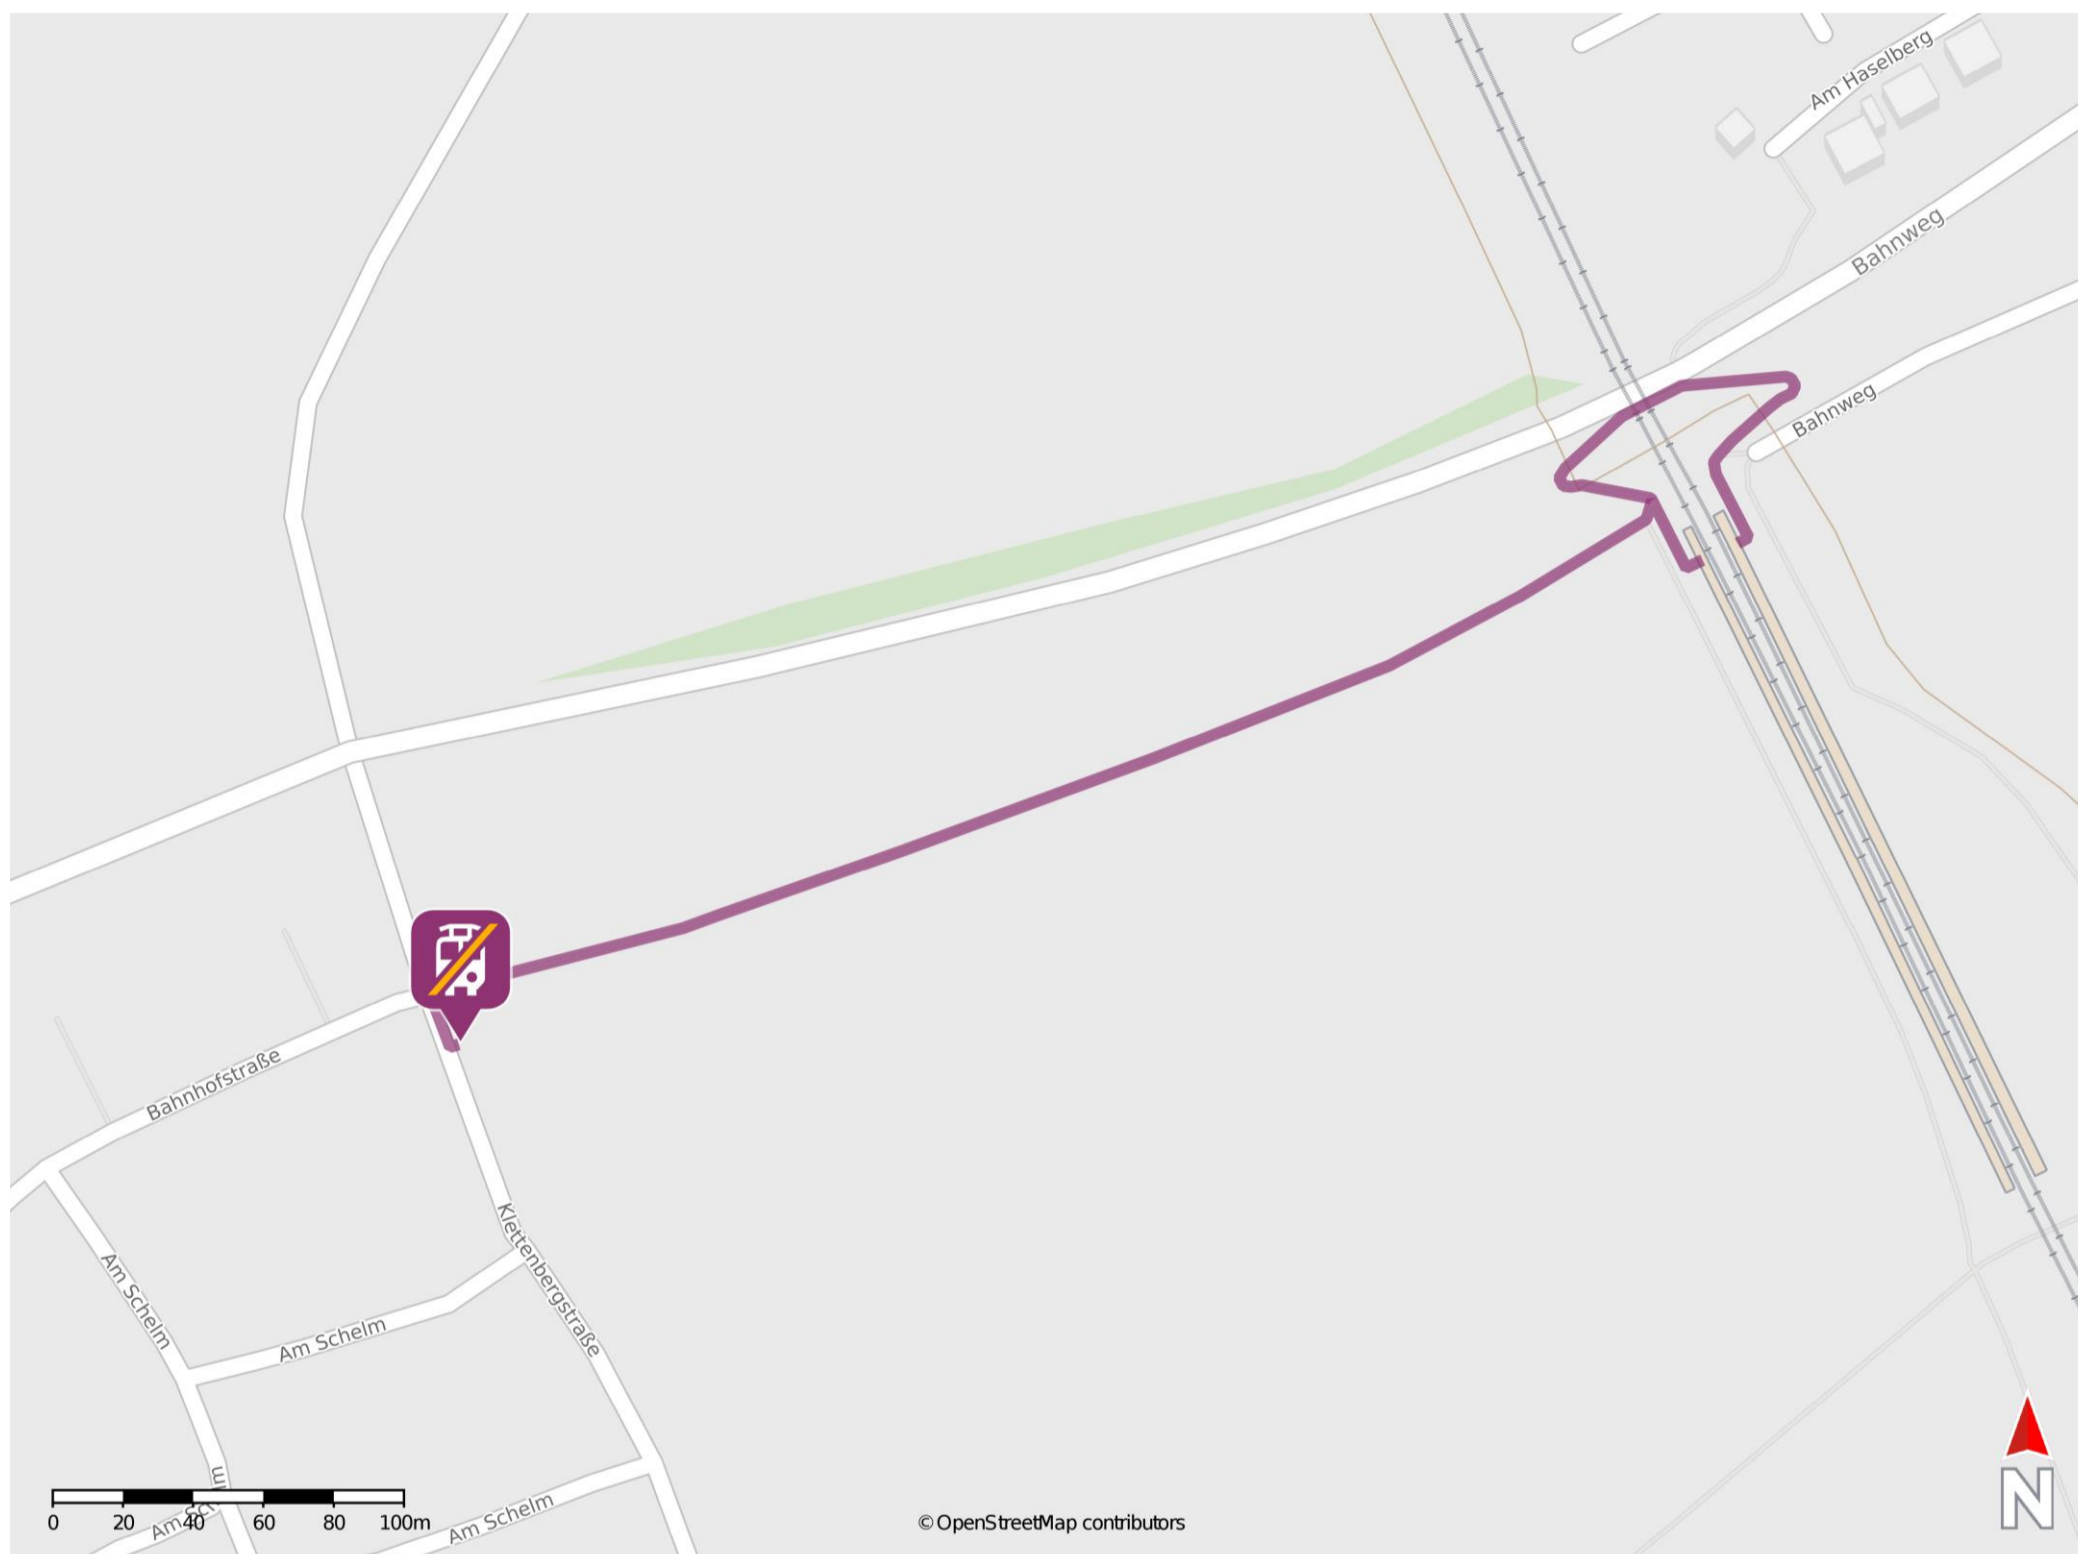 Am Haselberg
Bahnweg
Bahnweg
Bahnhofstraße
Klettenbergstraße
Am Schelm
Am Schelm
Am Schelm
0 20 40 60 80 100m
© OpenStreetMap contributors
N